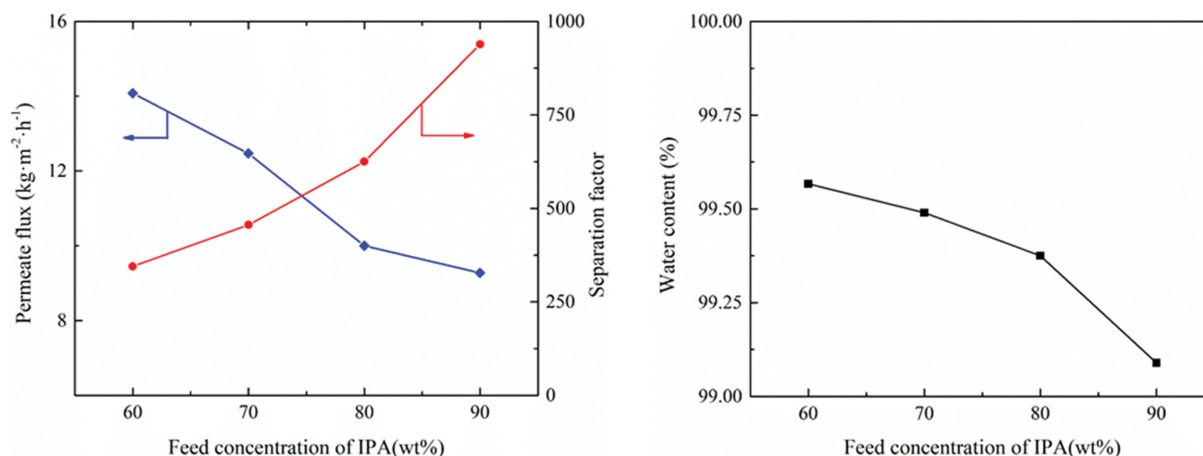 16
12
8
Permeate flux (kg·m⁻²·h⁻¹)
60 70 80 90
Feed concentration of IPA(wt%)
1000
750
500
250
0
Separation factor
100.00
99.75
99.50
99.25
99.00
Water content (%)
60 70 80 90
Feed concentration of IPA(wt%)